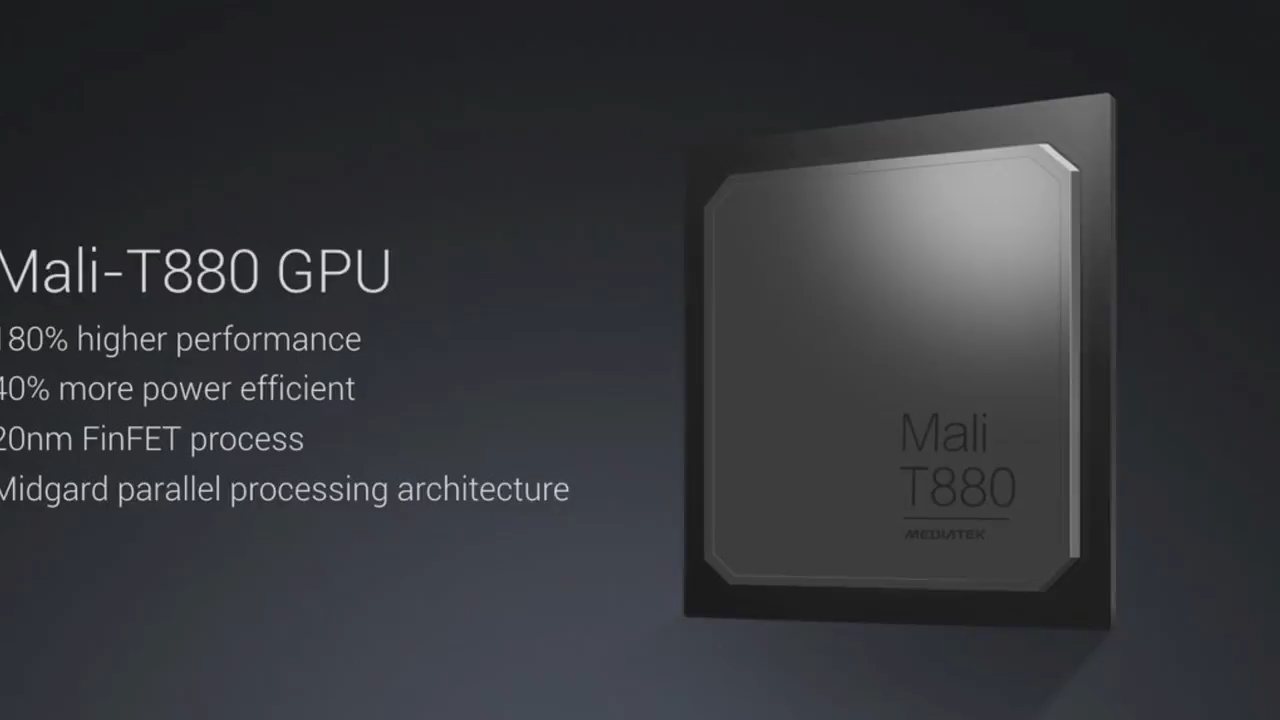 Mali-T880 GPU
180% higher performance
40% more power efficient
20nm FinFET process
Midgard parallel processing architecture
Mali
T880
MEDIATEK